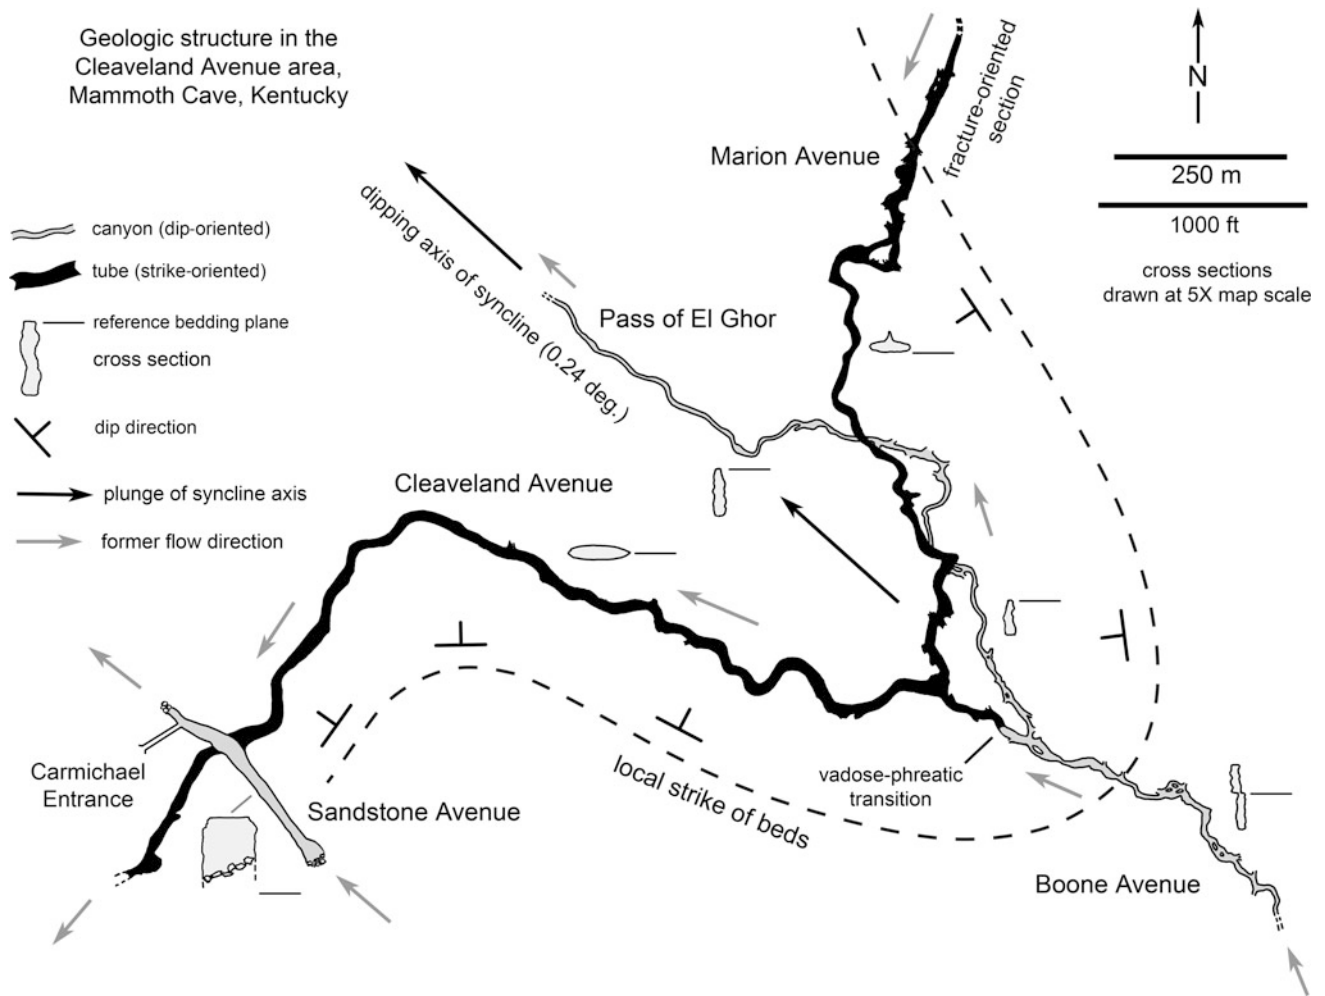 Geologic structure in the
Cleaveland Avenue area,
Mammoth Cave, Kentucky
canyon (dip-oriented)
tube (strike-oriented)
reference bedding plane
cross section
dip direction
plunge of syncline axis
former flow direction
dipping axis of syncline (0.24 deg.)
Marion Avenue
fracture-oriented
section
N
250 m
1000 ft
cross sections
drawn at 5X map scale
Pass of El Ghor
Cleaveland Avenue
local strike of beds
vadose-phreatic
transition
Carmichael
Entrance
Sandstone Avenue
Boone Avenue